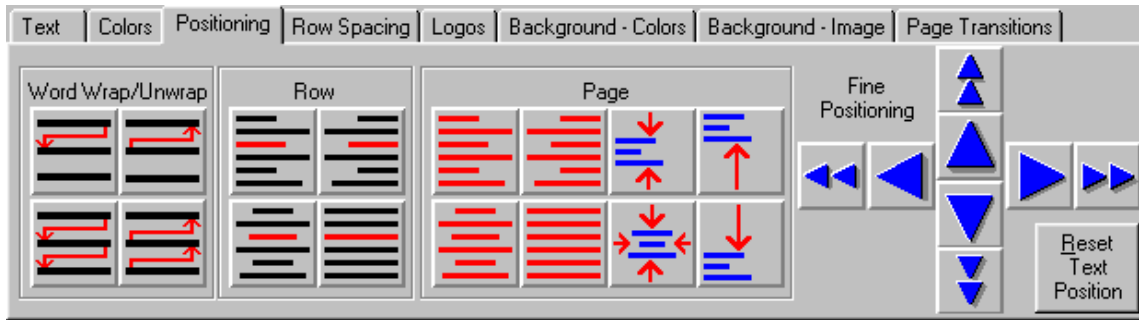 Text Colors Positioning Row Spacing Logos Background - Colors Background - Image Page Transitions
Word Wrap/Unwrap Row Page
Fine
Positioning
Reset
Text
Position